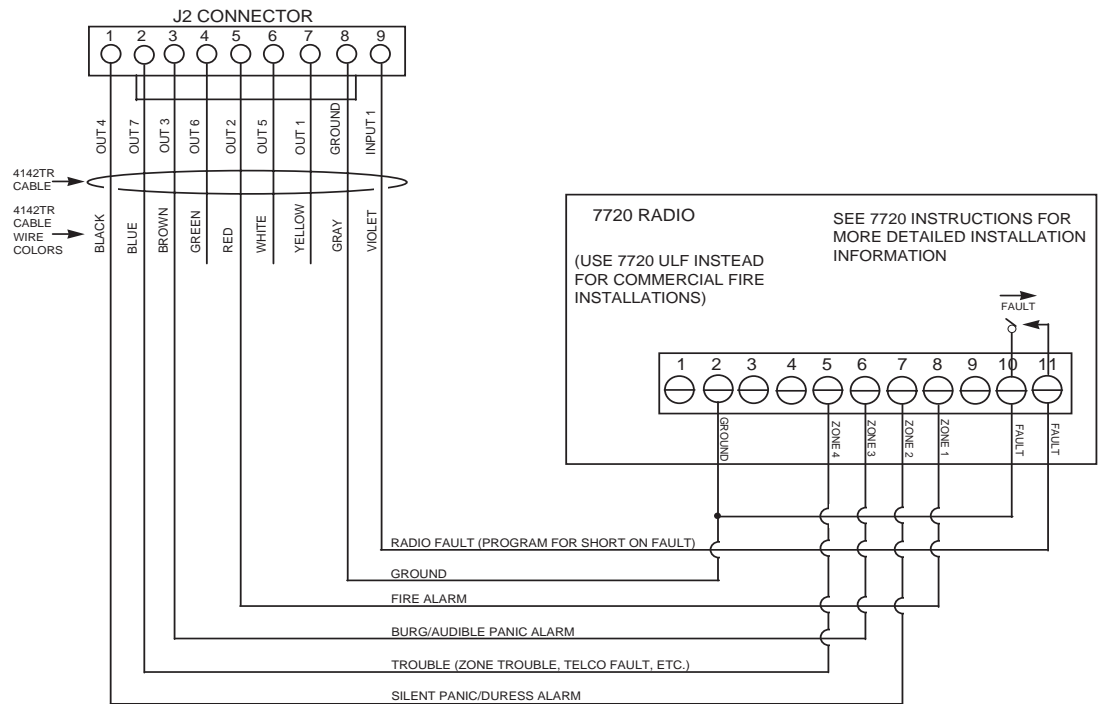 J2 CONNECTOR
1 2 3 4 5 6 7 8 9
OUT 4
OUT 7
OUT 3
OUT 6
OUT 2
OUT 5
OUT 1
GROUND
INPUT 1
4142TR
CABLE
4142TR
CABLE
WIRE
COLORS
BLACK
BLUE
BROWN
GREEN
RED
WHITE
YELLOW
GRAY
VIOLET
7720 RADIO
(USE 7720 ULF INSTEAD
FOR COMMERCIAL FIRE
INSTALLATIONS)
SEE 7720 INSTRUCTIONS FOR
MORE DETAILED INSTALLATION
INFORMATION
FAULT
1 2 3 4 5 6 7 8 9 10 11
GROUND
ZONE 4
ZONE 3
ZONE 2
ZONE 1
FAULT
FAULT
RADIO FAULT (PROGRAM FOR SHORT ON FAULT)
GROUND
FIRE ALARM
BURG/AUDIBLE PANIC ALARM
TROUBLE (ZONE TROUBLE, TELCO FAULT, ETC.)
SILENT PANIC/DURESS ALARM